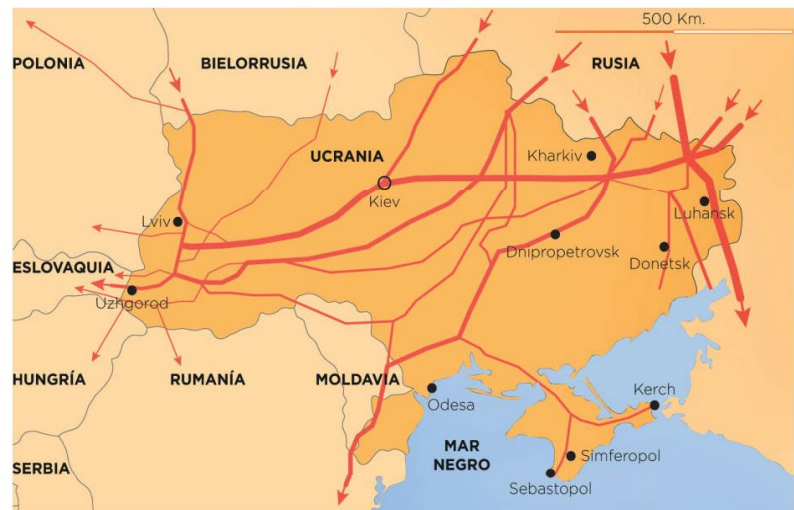 500 Km.
POLONIA
BIELORRUSIA
RUSIA
UCRANIA
Kharkiv
Kiev
Luhansk
Lviv
Dnipropetrovsk
Donetsk
ESLOVAQUIA
Uzhgorod
HUNGRÍA
RUMANÍA
MOLDAVIA
Kerch
Odesa
MAR
NEGRO
Simferopol
SERBIA
Sebastopol